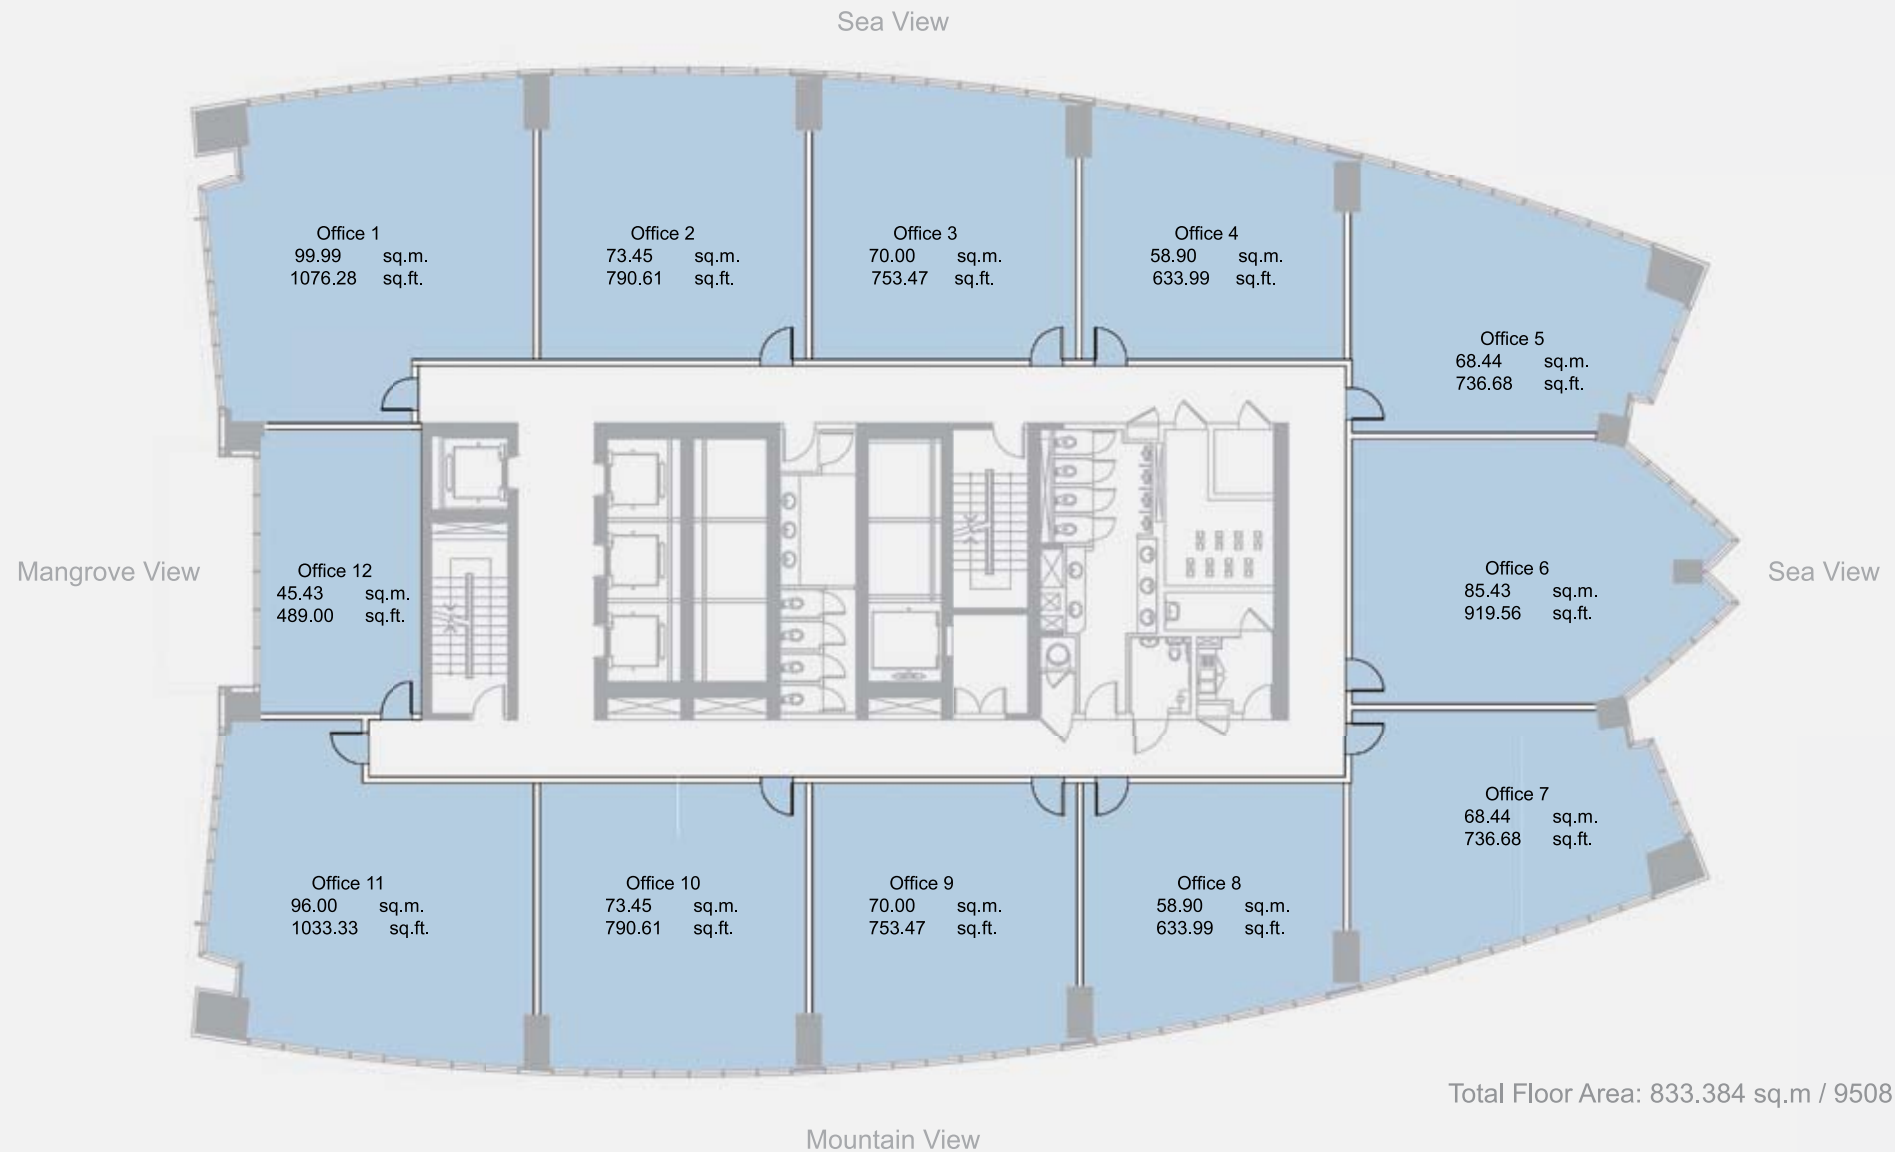 Sea View
Office 1
99.99 sq.m.
1076.28 sq.ft.
Office 2
73.45 sq.m.
790.61 sq.ft.
Office 3
70.00 sq.m.
753.47 sq.ft.
Office 4
58.90 sq.m.
633.99 sq.ft.
Office 5
68.44 sq.m.
736.68 sq.ft.
Mangrove View
Office 12
45.43 sq.m.
489.00 sq.ft.
Office 6
85.43 sq.m.
919.56 sq.ft.
Sea View
Office 7
68.44 sq.m.
736.68 sq.ft.
Office 11
96.00 sq.m.
1033.33 sq.ft.
Office 10
73.45 sq.m.
790.61 sq.ft.
Office 9
70.00 sq.m.
753.47 sq.ft.
Office 8
58.90 sq.m.
633.99 sq.ft.
Total Floor Area: 833.384 sq.m / 9508
Mountain View